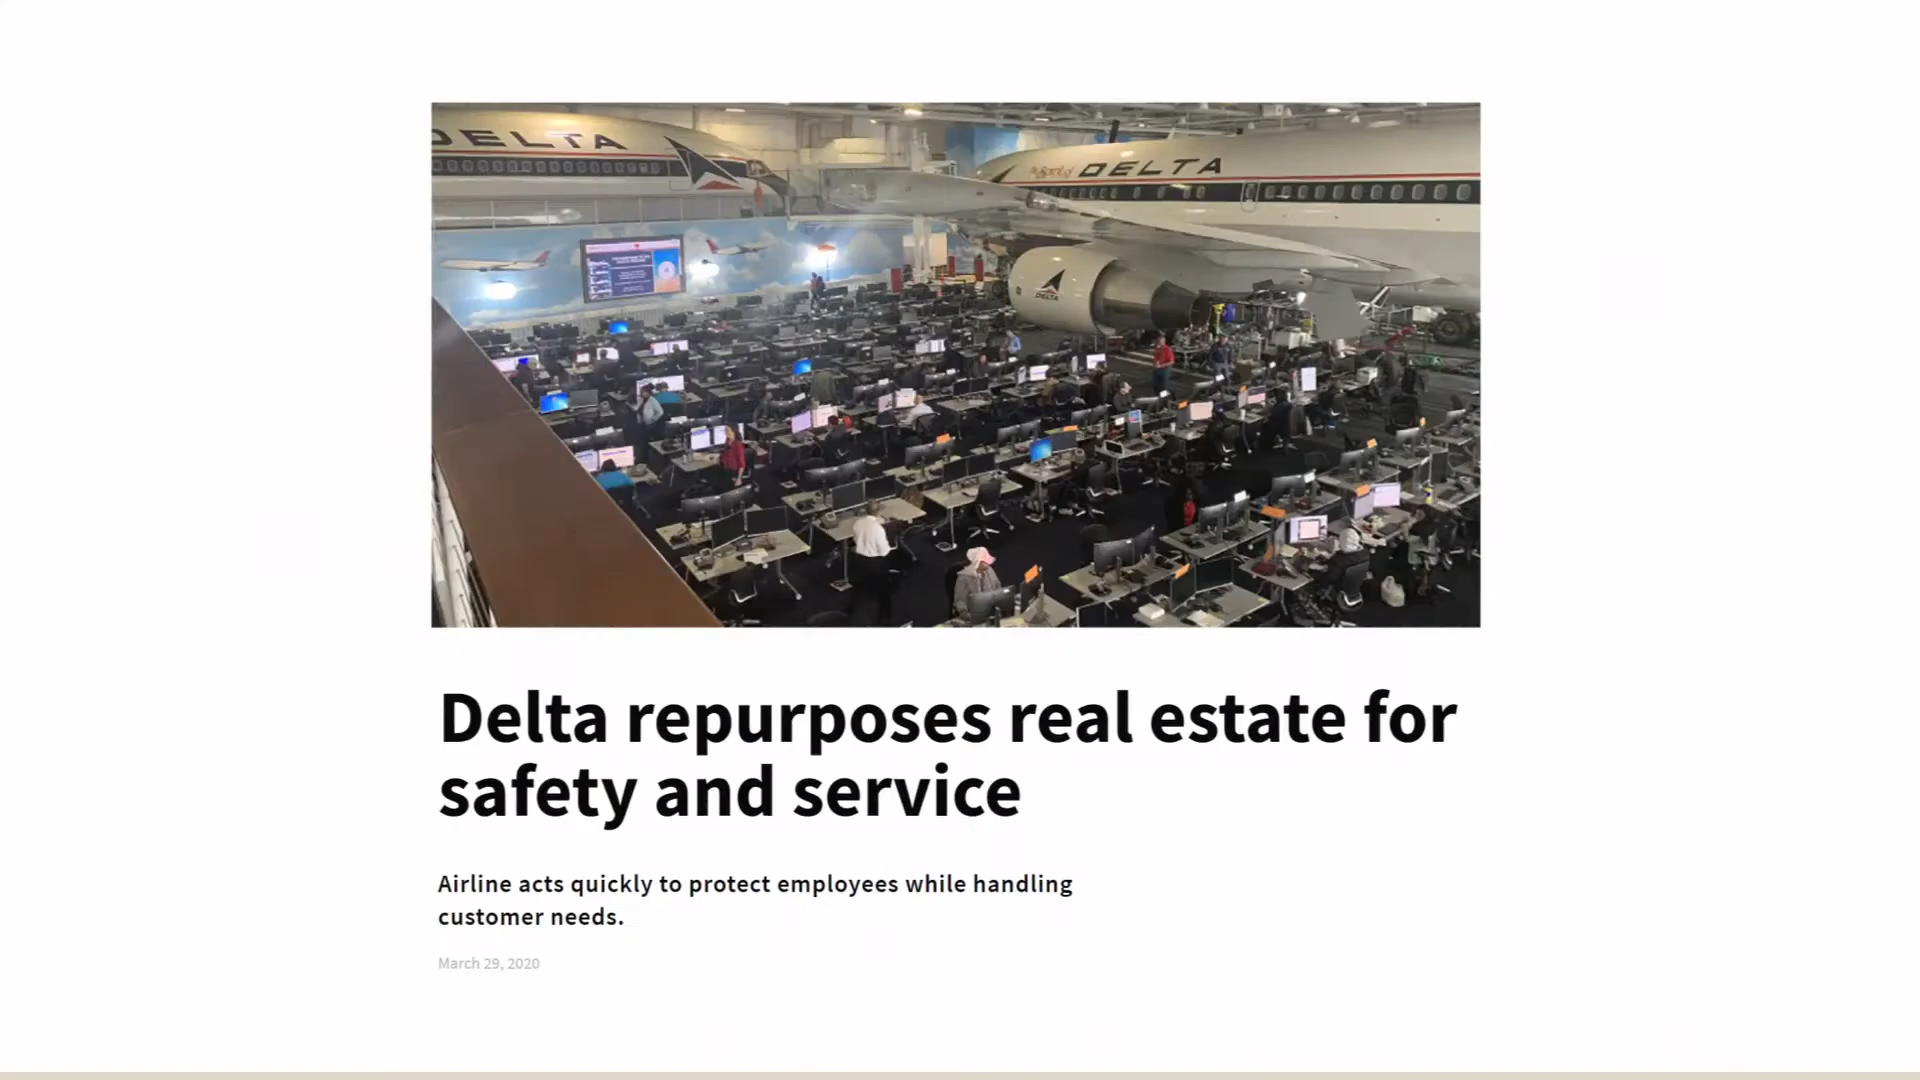 DELTA
The Spirit of DELTA
DELTA
Delta repurposes real estate for
safety and service
Airline acts quickly to protect employees while handling
customer needs.
March 29, 2020